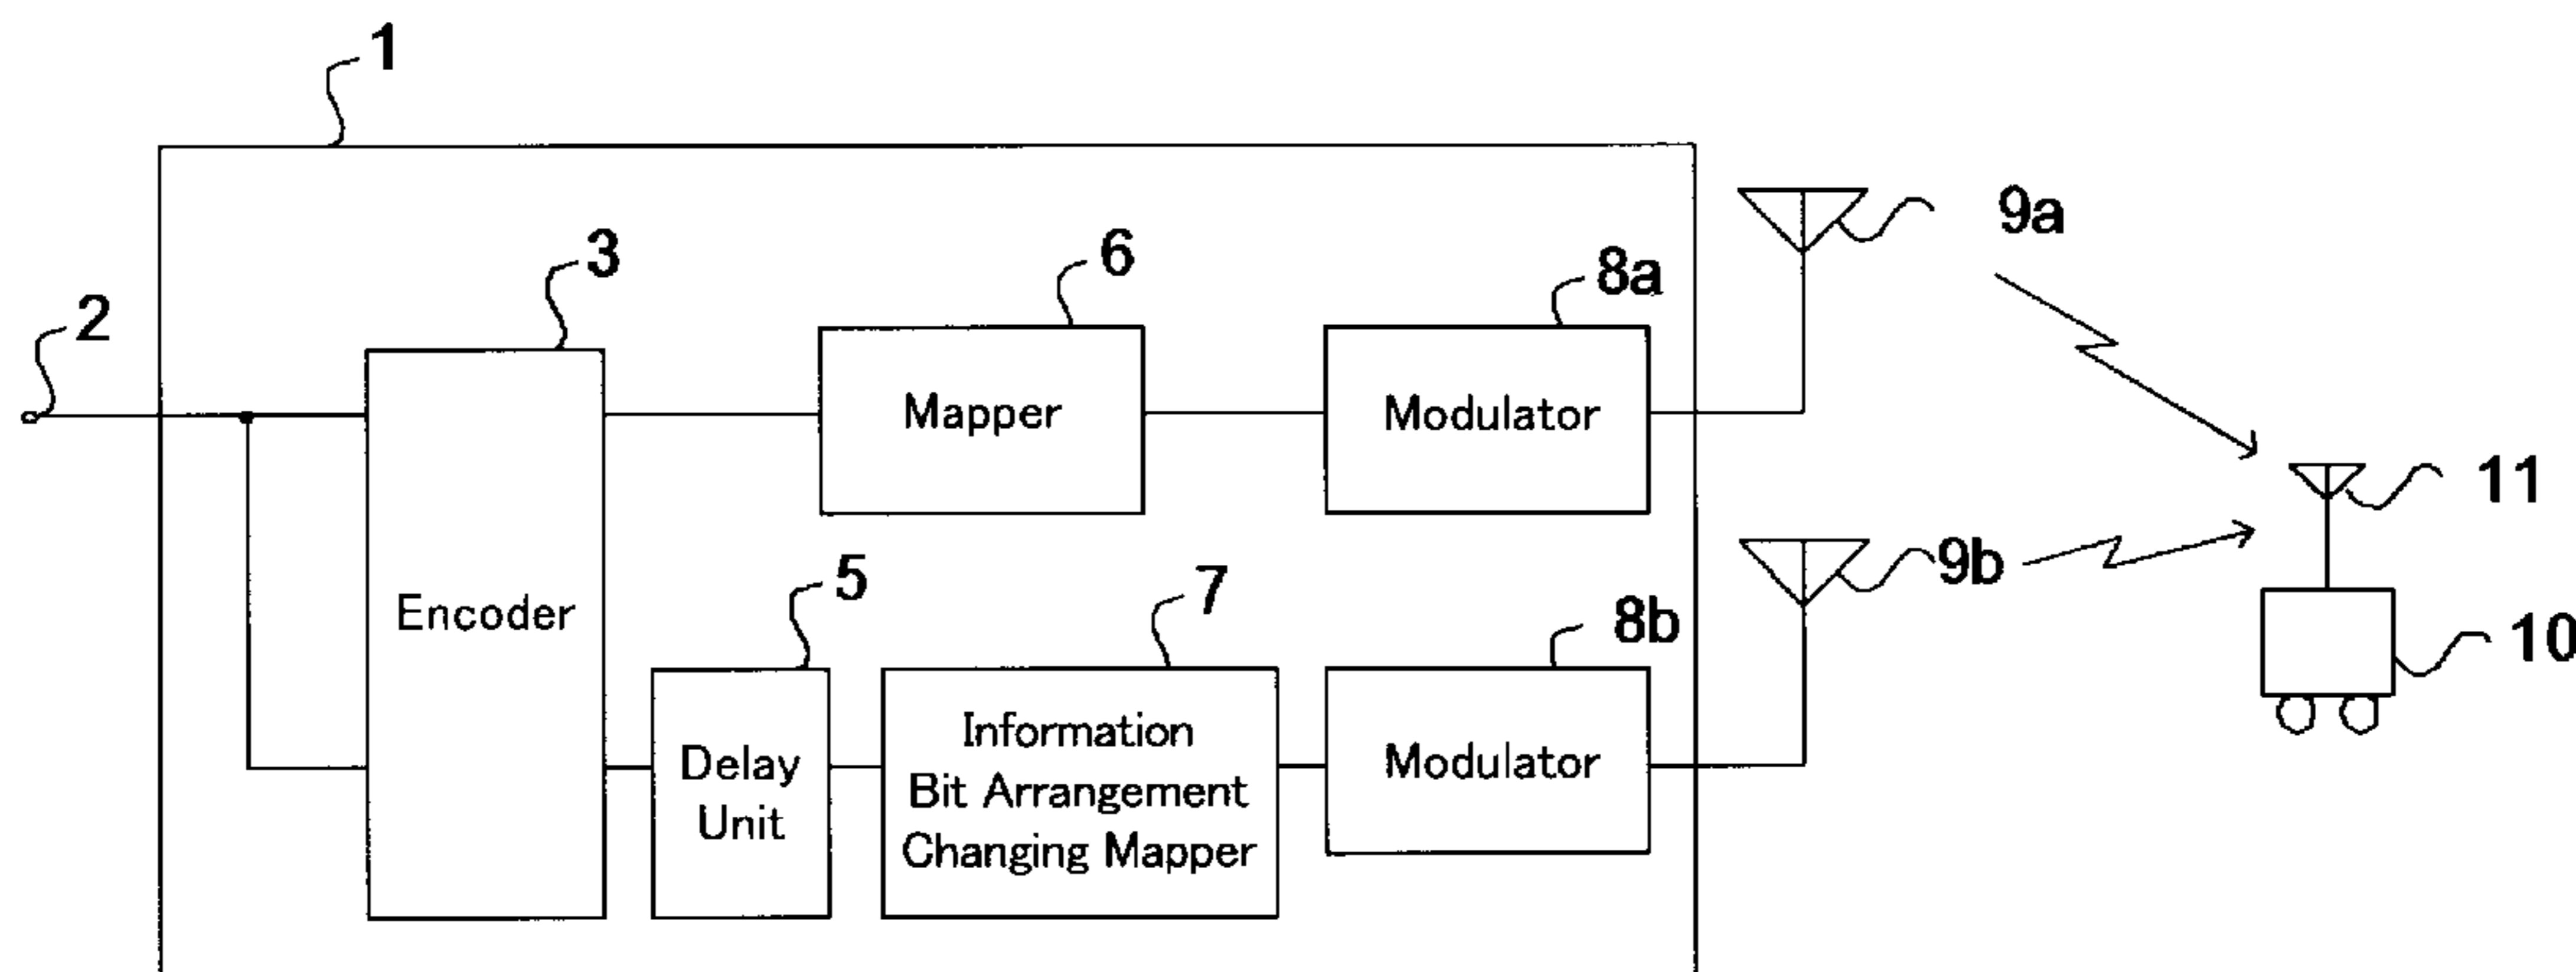 1
9a
3
6
8a
2
Mapper
Modulator
11
5
7
9b
8b
Encoder
10
Delay
Unit
Information
Bit Arrangement
Changing Mapper
Modulator